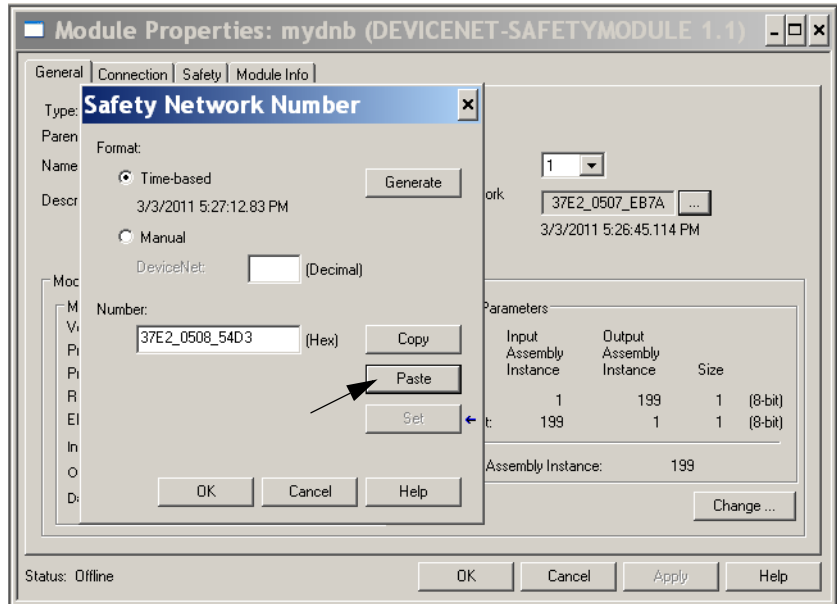 Module Properties: mydnb (DEVICENET-SAFETYMODULE 1.1)
General Connection Safety Module Info
Type:
Safety Network Number
Paren
Format:
Name
1
Time-based
Generate
Descr
ork
37E2_0507_EB7A ...
3/3/2011 5:27:12.83 PM
3/3/2011 5:26:45.114 PM
Manual
DeviceNet: (Decimal)
Moc
M
Number:
Parameters
37E2_0508_54D3 (Hex) Copy
Input Assembly Instance
Output Assembly Instance
Size
Paste
R
1 199 1 (8-bit)
El
Set
t: 199 1 1 (8-bit)
In
O
Assembly Instance: 199
OK Cancel Help
Change ...
Status: Offline
OK Cancel Apply Help